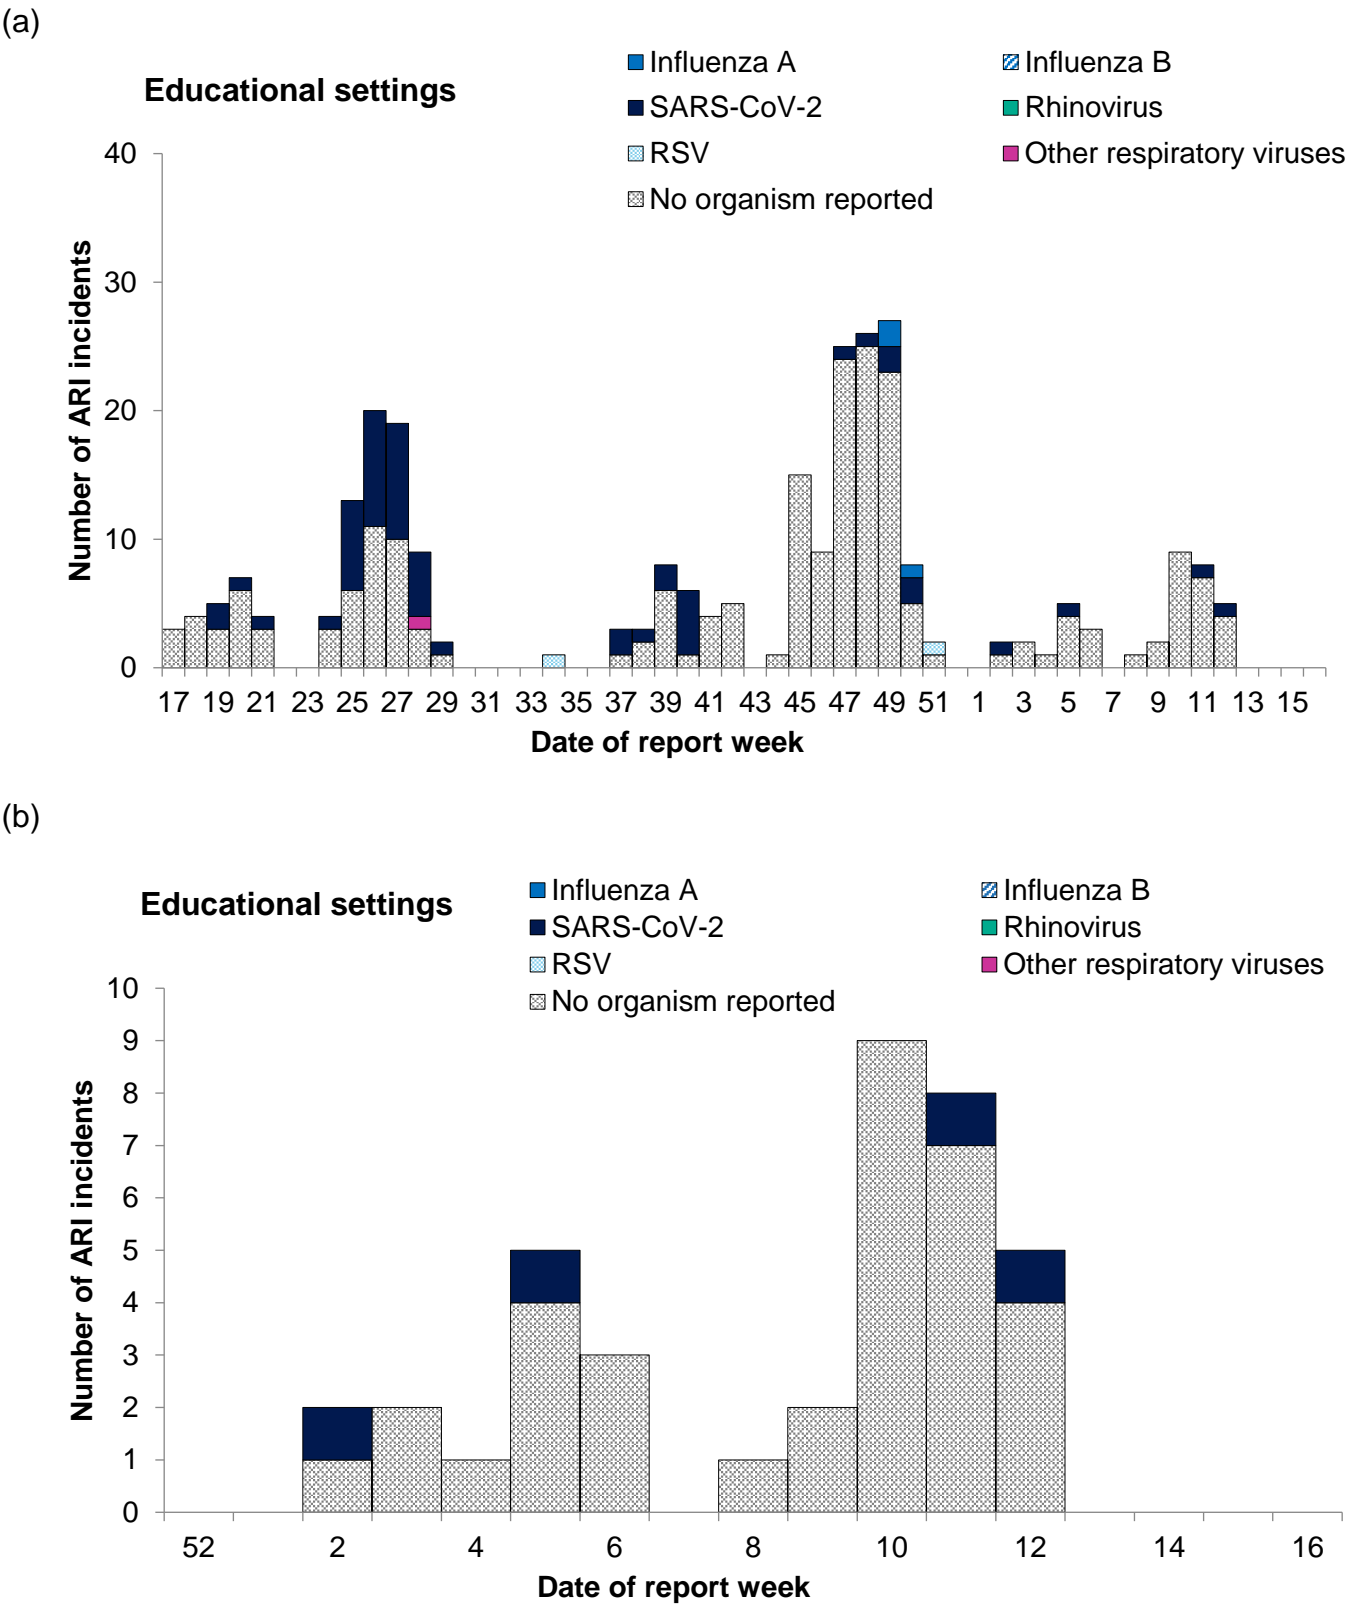 (a)
Educational settings
Influenza A
Influenza B
SARS-CoV-2
Rhinovirus
RSV
Other respiratory viruses
No organism reported
Number of ARI incidents
40
30
20
10
0
17 19 21 23 25 27 29 31 33 35 37 39 41 43 45 47 49 51 1 3 5 7 9 11 13 15
Date of report week
(b)
Educational settings
Influenza A
Influenza B
SARS-CoV-2
Rhinovirus
RSV
Other respiratory viruses
No organism reported
Number of ARI incidents
10
9
8
7
6
5
4
3
2
1
0
52 2 4 6 8 10 12 14 16
Date of report week